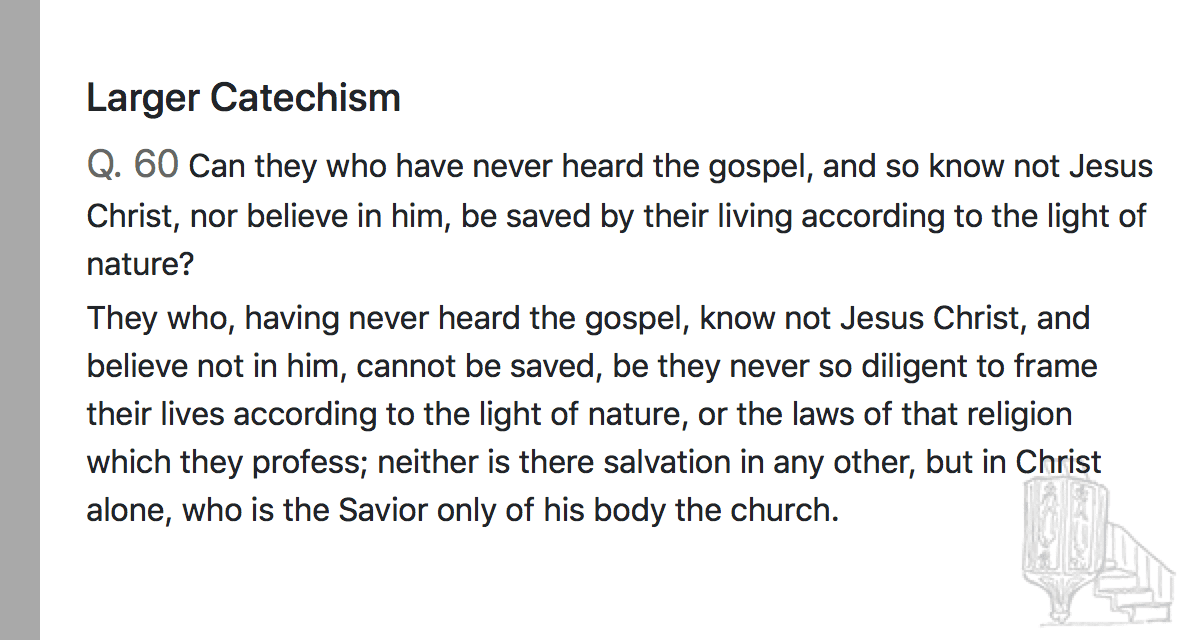 Larger Catechism
Q. 60 Can they who have never heard the gospel, and so know not Jesus
Christ, nor believe in him, be saved by their living according to the light of
nature?
They who, having never heard the gospel, know not Jesus Christ, and
believe not in him, cannot be saved, be they never so diligent to frame
their lives according to the light of nature, or the laws of that religion
which they profess; neither is there salvation in any other, but in Christ
alone, who is the Savior only of his body the church.